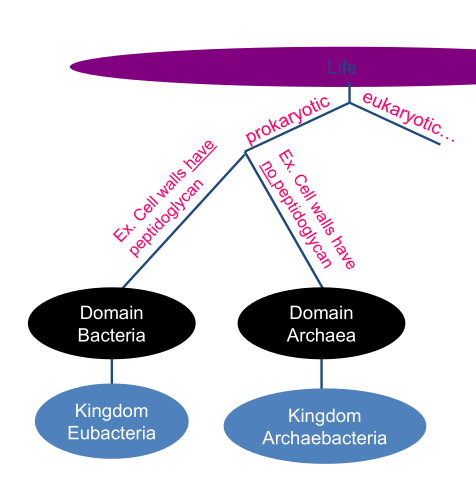 Life
prokaryotic
eukaryotic...
Ex. Cell walls have
peptidoglycan
Ex. Cell walls have
no peptidoglycan
Domain
Bacteria
Domain
Archaea
Kingdom
Eubacteria
Kingdom
Archaebacteria